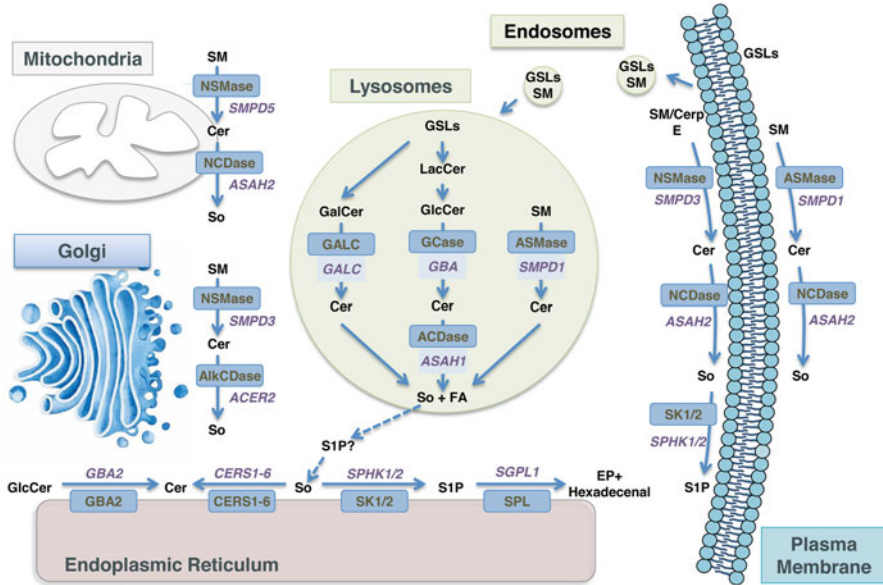 Mitochondria
SM
NSMase
SMPD5
Cer
NCDase
ASAH2
So
Golgi
SM
NSMase
SMPD3
Cer
AlkCDase
ACER2
So
Endosomes
GSLs
SM
GSLs
SM
Lysosomes
GSLs
LacCer
GalCer
GlcCer
SM
GALC
GCase
ASMase
GALC
GBA
SMPD1
Cer
Cer
Cer
ACDase
ASAH1
So + FA
S1P?
GSLs
SM/Cerp
E
SM
NSMase
SMPD3
ASMase
SMPD1
Cer
Cer
NCDase
ASAH2
NCDase
ASAH2
So
So
SK1/2
SPHK1/2
S1P
GBA2
CERS1-6
SPHK1/2
SGPL1
GlcCer
Cer
So
S1P
EP+
Hexadecenal
GBA2
CERS1-6
SK1/2
SPL
Endoplasmic Reticulum
Plasma
Membrane